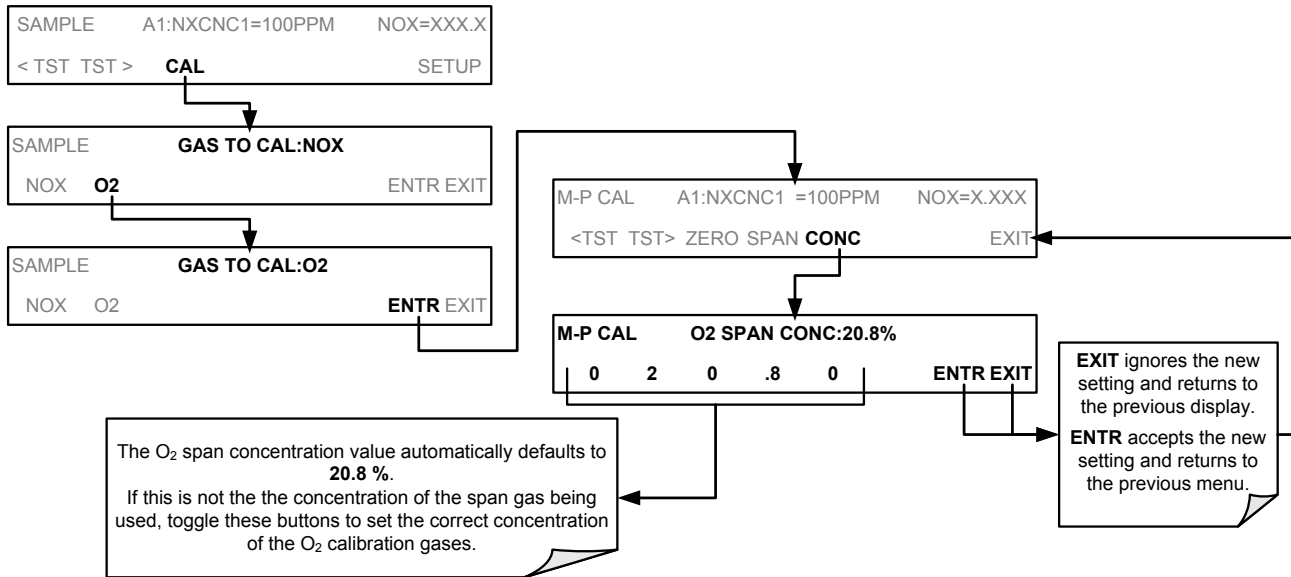 SAMPLE A1:NXCNC1=100PPM NOX=XXX.X
< TST TST > CAL SETUP
SAMPLE GAS TO CAL:NOX
NOX O2 ENTR EXIT
SAMPLE GAS TO CAL:O2
NOX O2 ENTR EXIT
M-P CAL A1:NXCNC1 =100PPM NOX=X.XXX
<TST TST> ZERO SPAN CONC EXIT
M-P CAL O2 SPAN CONC:20.8%
0 2 0 .8 0 ENTR EXIT
The O₂ span concentration value automatically defaults to
20.8 %.
If this is not the the concentration of the span gas being
used, toggle these buttons to set the correct concentration
of the O₂ calibration gases.
EXIT ignores the new
setting and returns to
the previous display.
ENTR accepts the new
setting and returns to
the previous menu.